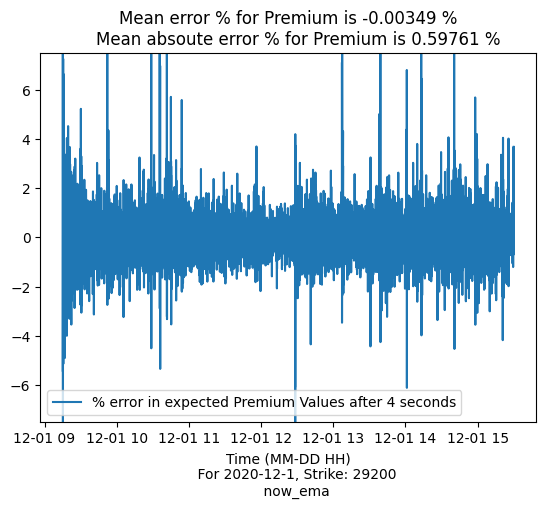 Mean error % for Premium is -0.00349 %
Mean absoute error % for Premium is 0.59761 %
6
4
2
0
−2
−4
−6
% error in expected Premium Values after 4 seconds
12-01 09 12-01 10 12-01 11 12-01 12 12-01 13 12-01 14 12-01 15
Time (MM-DD HH)
For 2020-12-1, Strike: 29200
now_ema